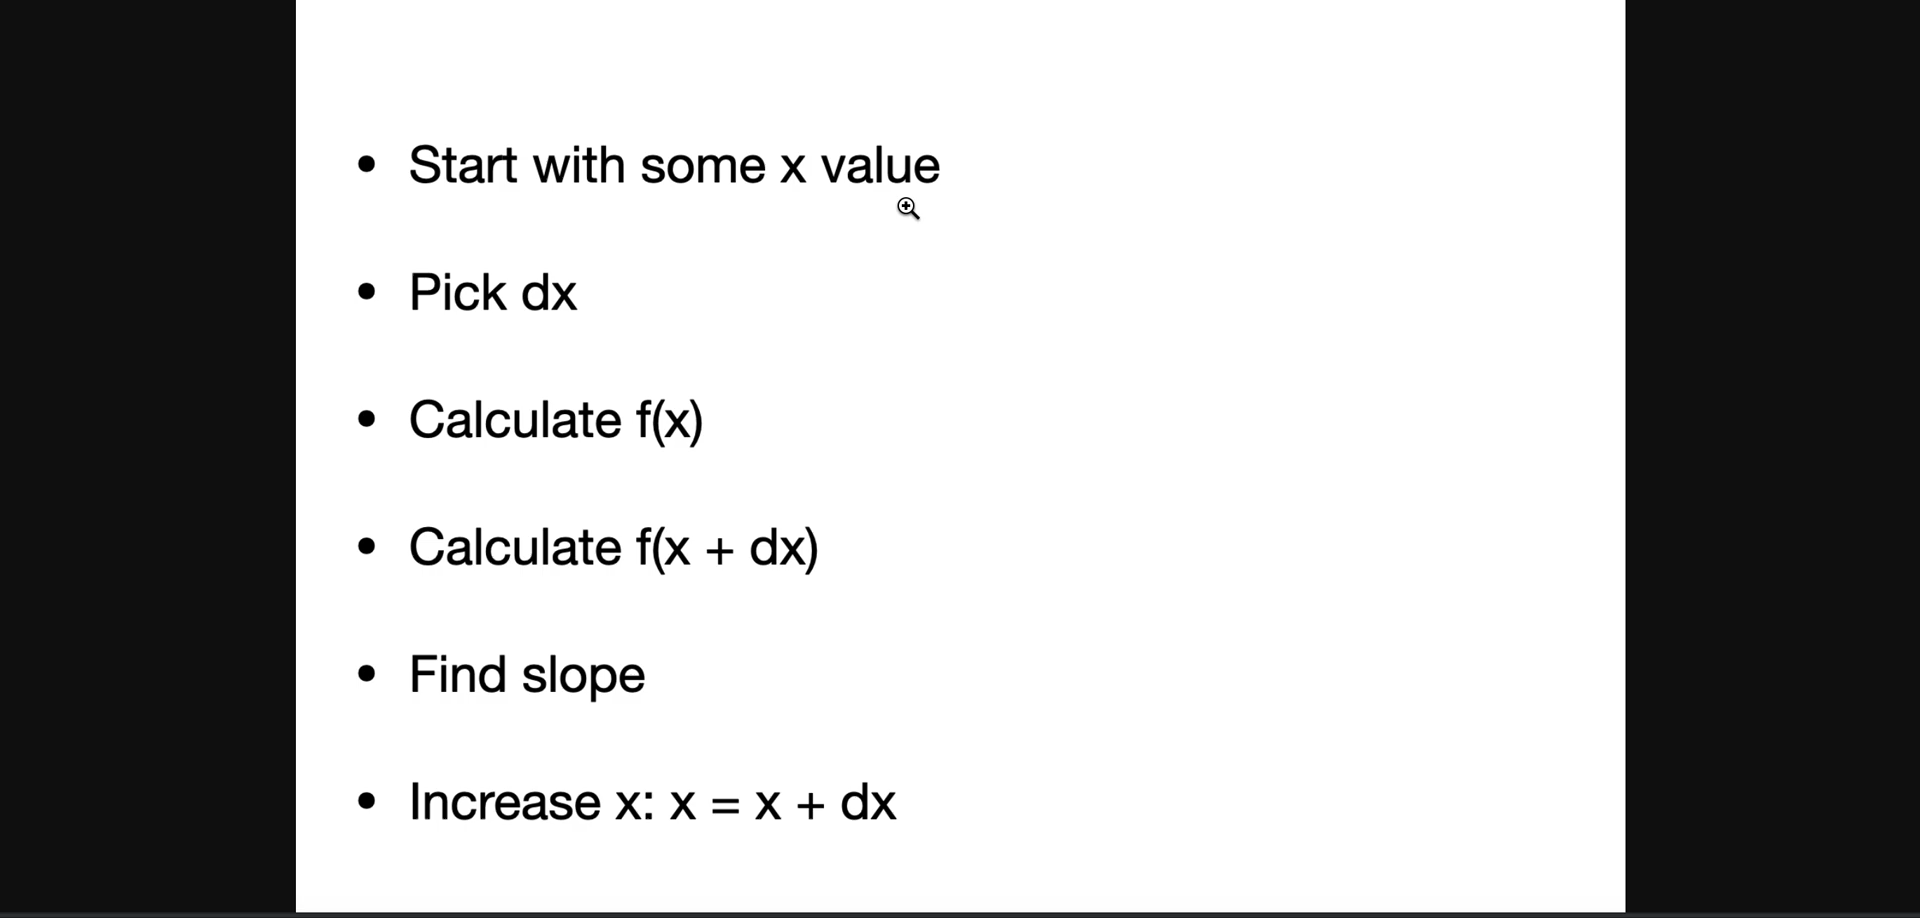 • Start with some x value
• Pick dx
• Calculate f(x)
• Calculate f(x + dx)
• Find slope
• Increase x: x = x + dx